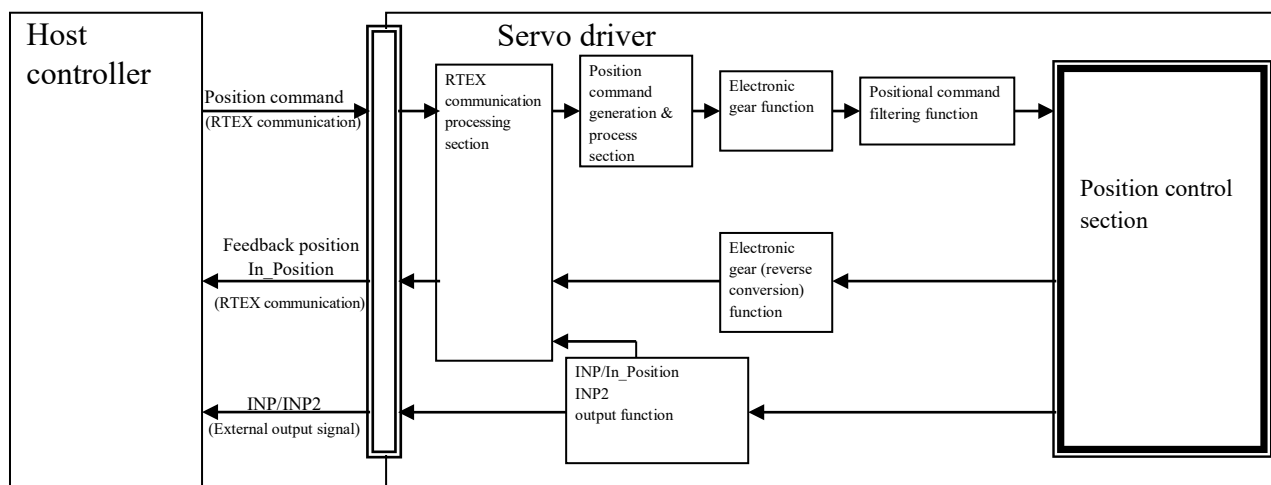 Host
controller
Servo driver
Position command
(RTEX communication)
RTEX
communication
processing
section
Position
command
generation &
process
section
Electronic
gear function
Positional command
filtering function
Position control
section
Feedback position
In_Position
(RTEX communication)
Electronic
gear (reverse
conversion)
function
INP/In_Position
INP2
output function
INP/INP2
(External output signal)